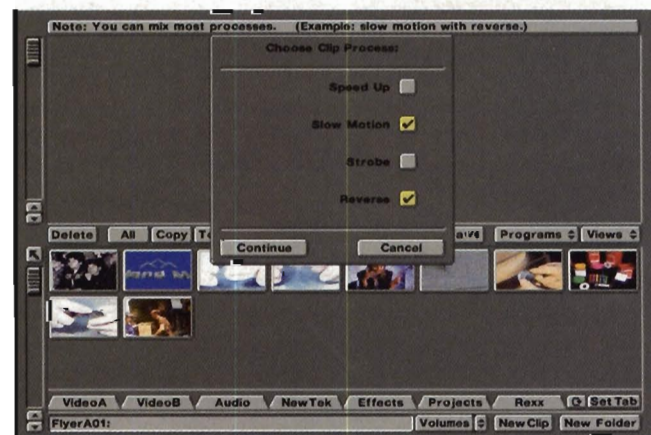 Note: You can mix most processes. (Example: slow motion with reverse.)
Choose Clip Process:
Speed Up
Slow Motion
Strobe
Reverse
Continue Cancel
Delete All Copy Programs Views
VideoA VideoB Audio NewTek Effects Projects Rexx Set Tab
FlyerA01: Volumes New Clip New Folder